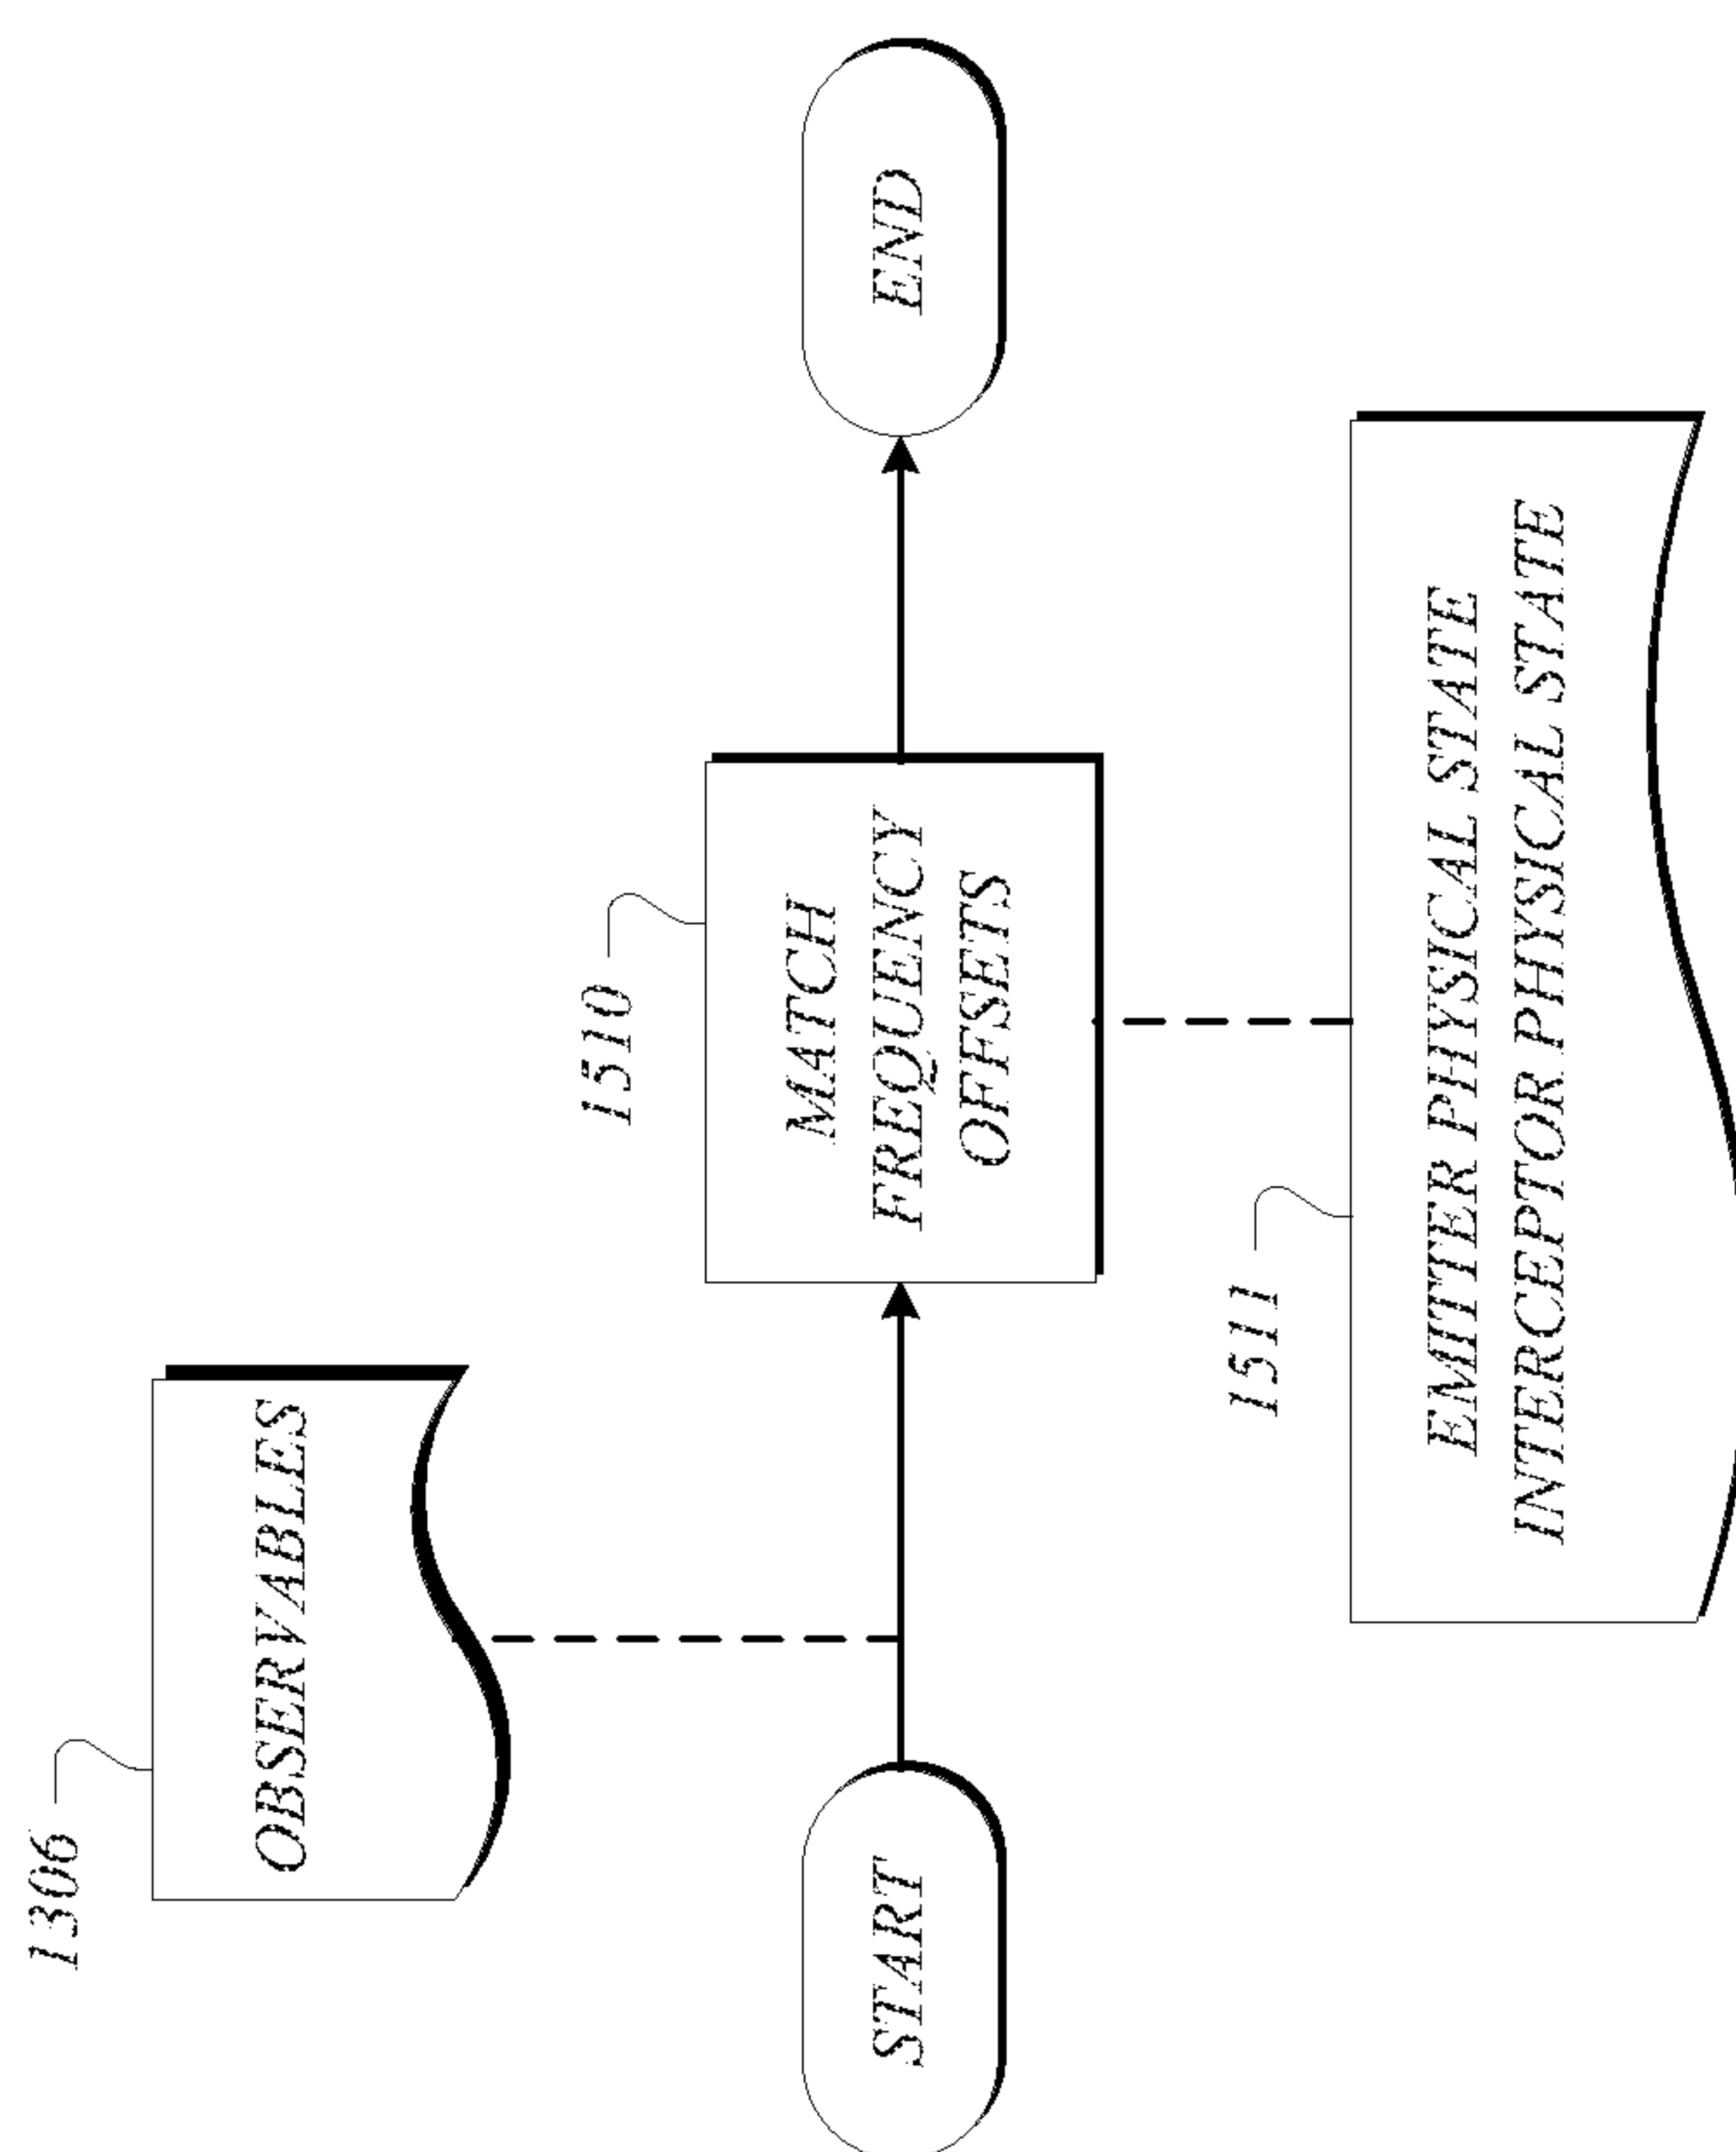 1306
OBSERVABLES
START
1510
MATCH
FREQUENCY
OFFSETS
END
1511
EMITTER PHYSICAL STATE
INTERCEPTOR PHYSICAL STATE